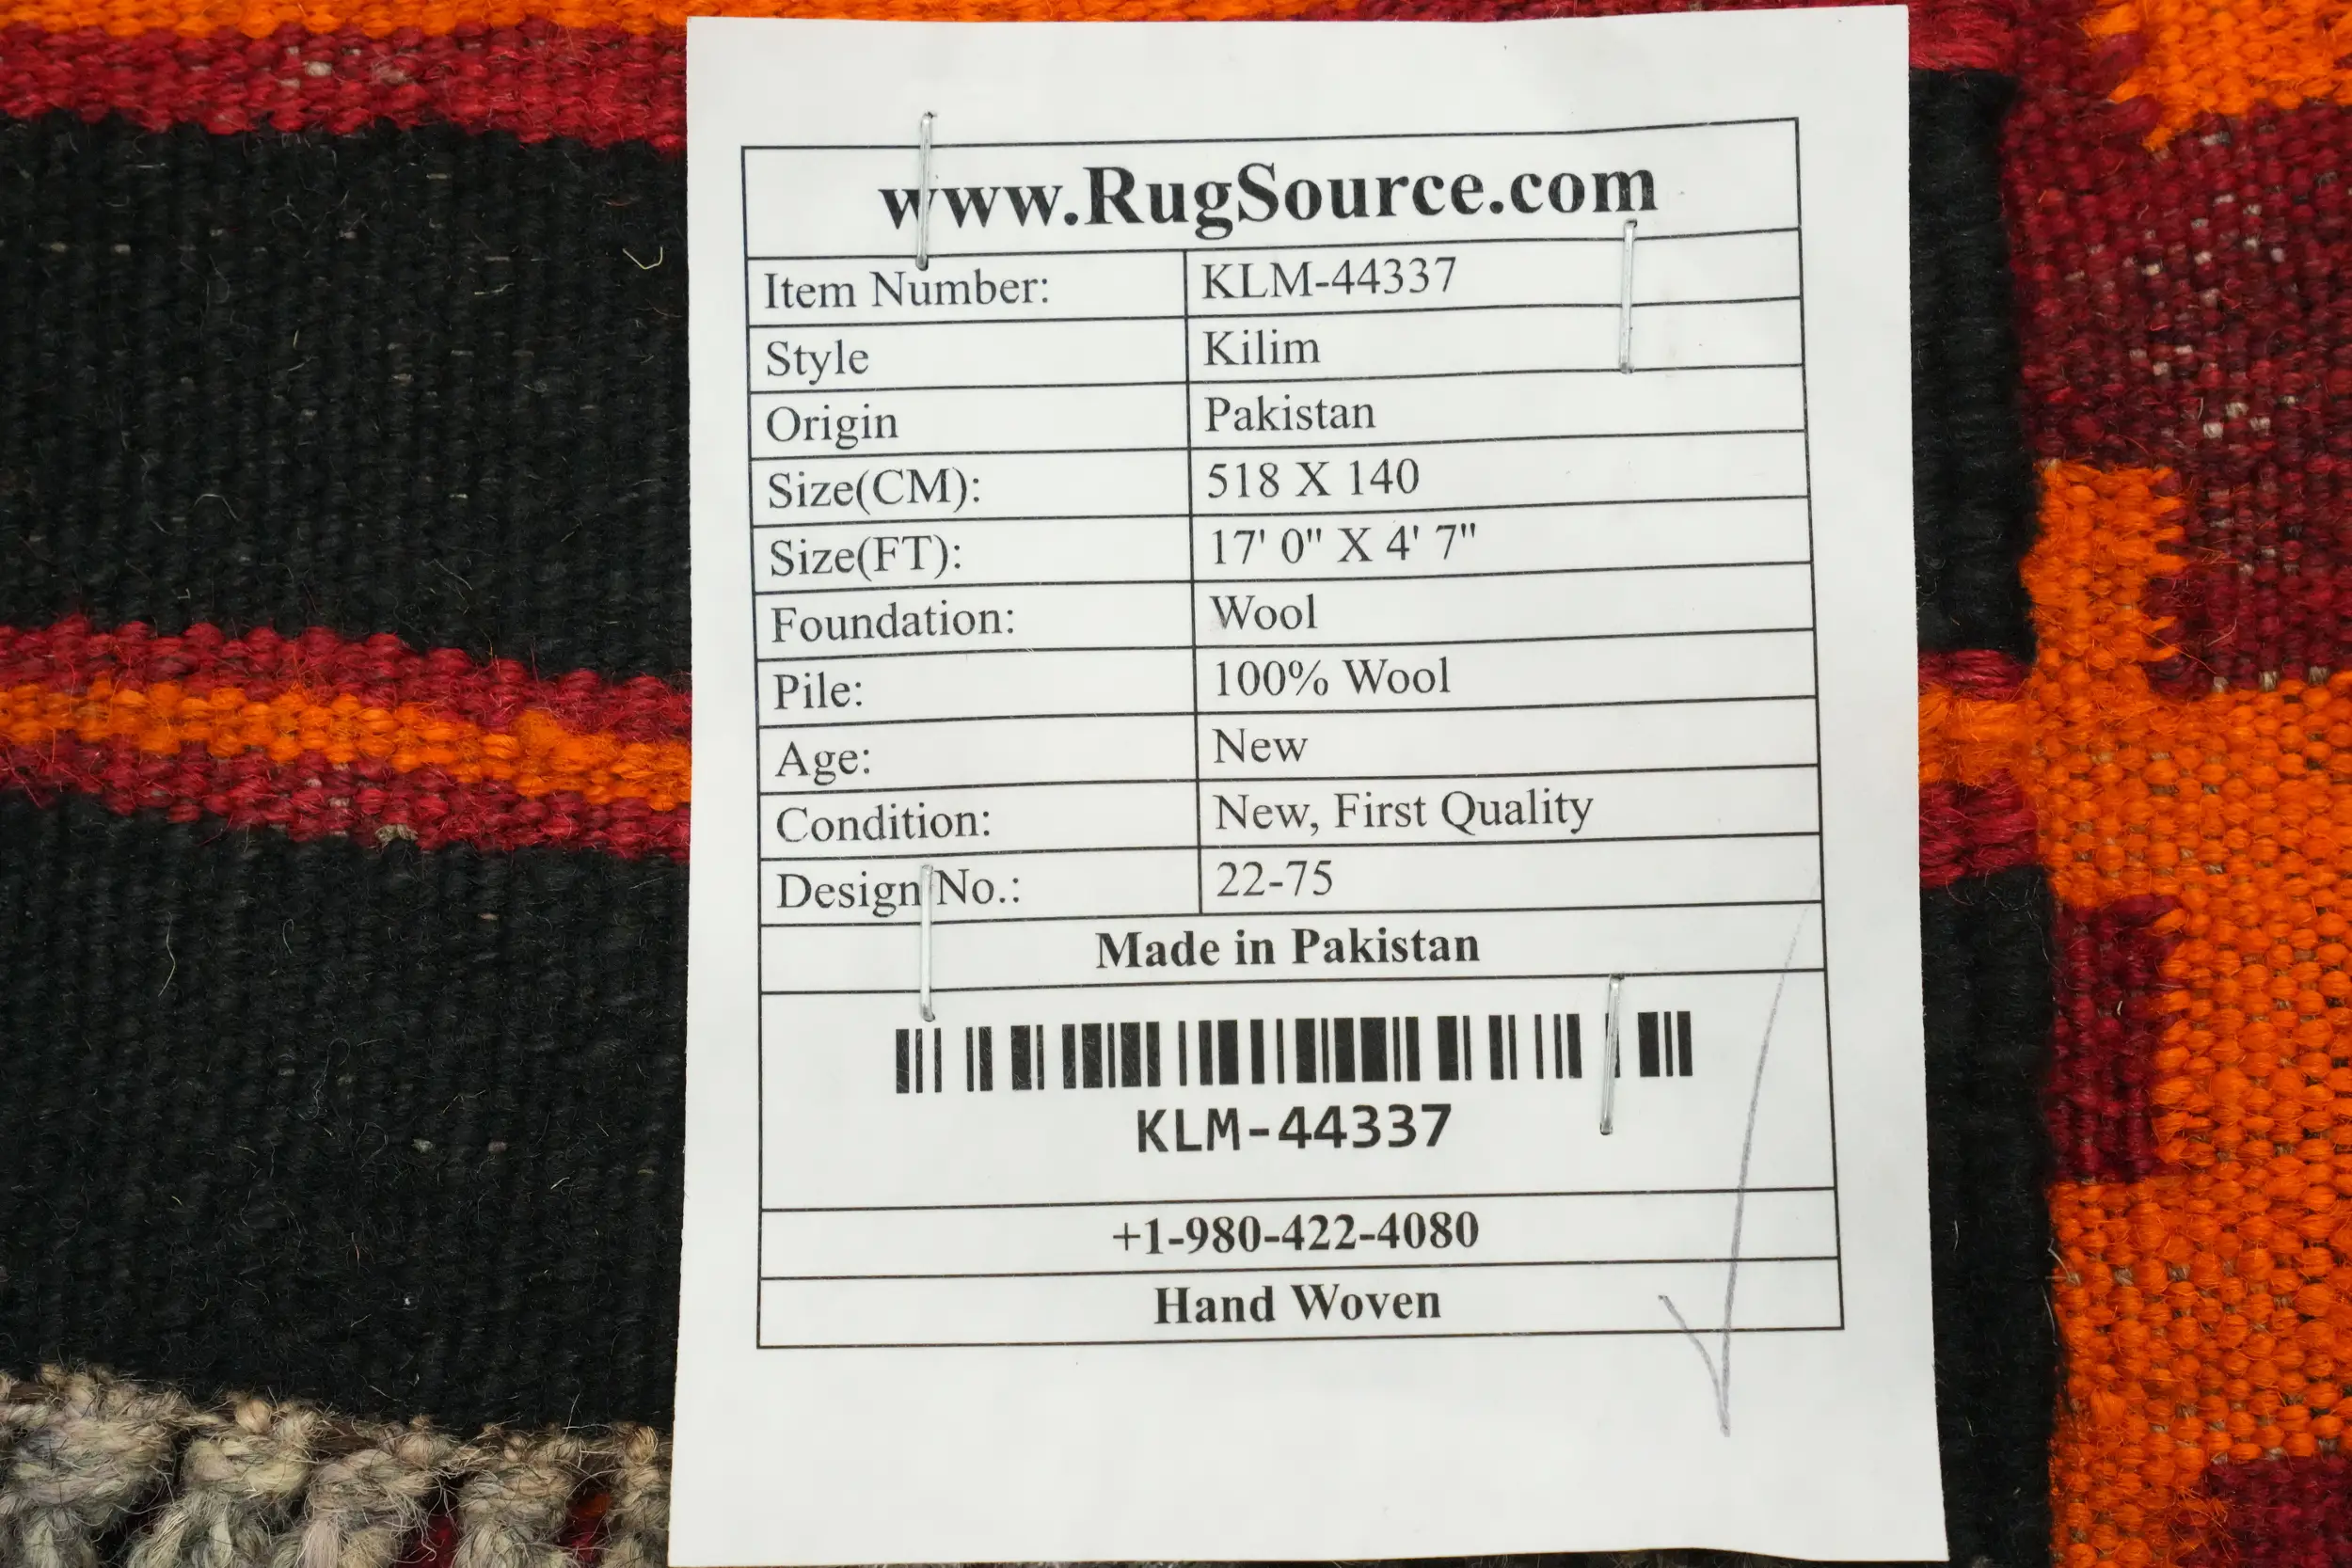 www.RugSource.com
Item Number: KLM-44337
Style Kilim
Origin Pakistan
Size(CM): 518 X 140
Size(FT): 17' 0" X 4' 7"
Foundation: Wool
Pile: 100% Wool
Age: New
Condition: New, First Quality
Design No.: 22-75
Made in Pakistan
KLM-44337
+1-980-422-4080
Hand Woven